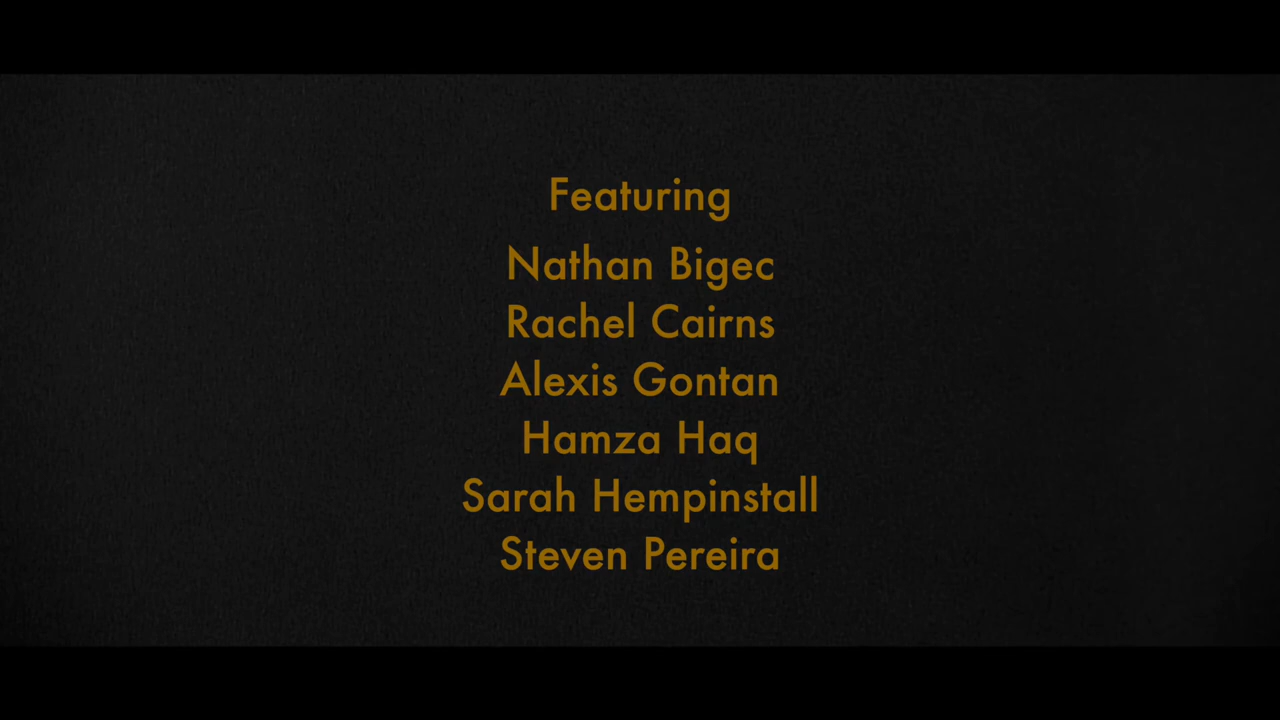 Featuring
Nathan Bigec
Rachel Cairns
Alexis Gontan
Hamza Haq
Sarah Hempinstall
Steven Pereira